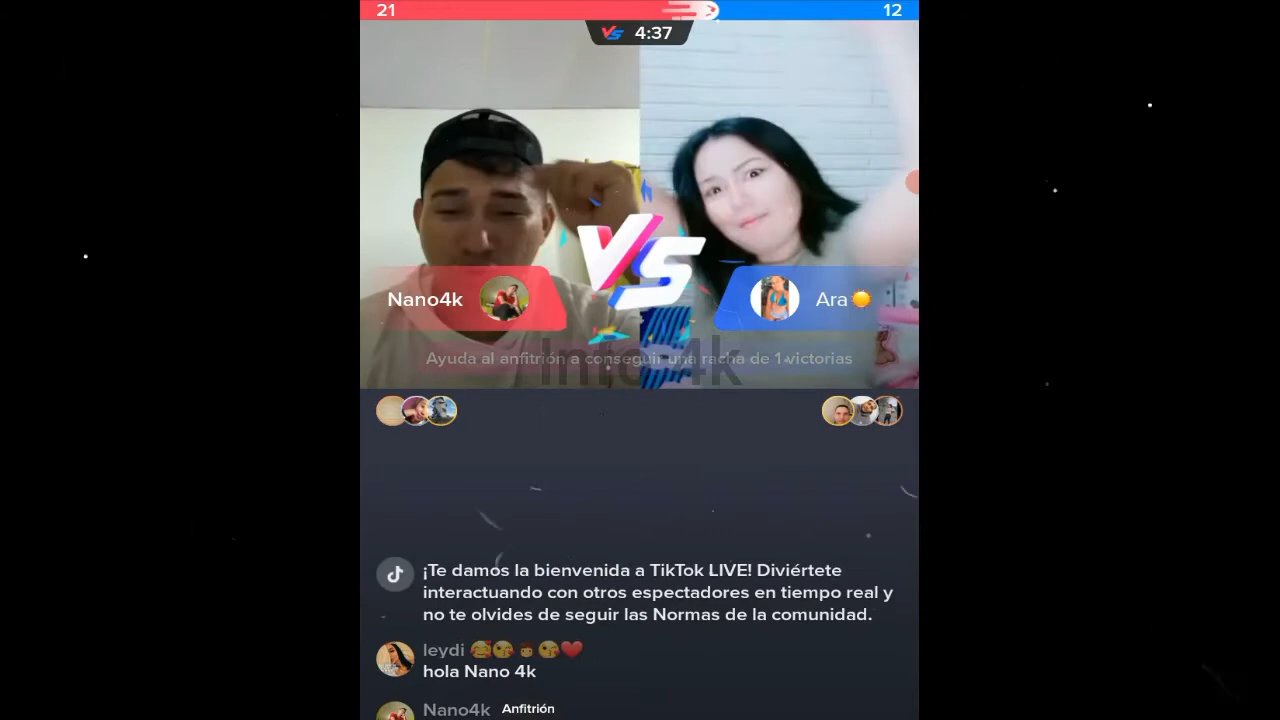 21
12
VS 4:37
VS
Nano4k
Ara
Ayuda al anfitrión a conseguir una racha de 1 victorias
¡Te damos la bienvenida a TikTok LIVE! Diviértete
interactuando con otros espectadores en tiempo real y
no te olvides de seguir las Normas de la comunidad.
leydi
hola Nano 4k
Nano4k Anfitrión